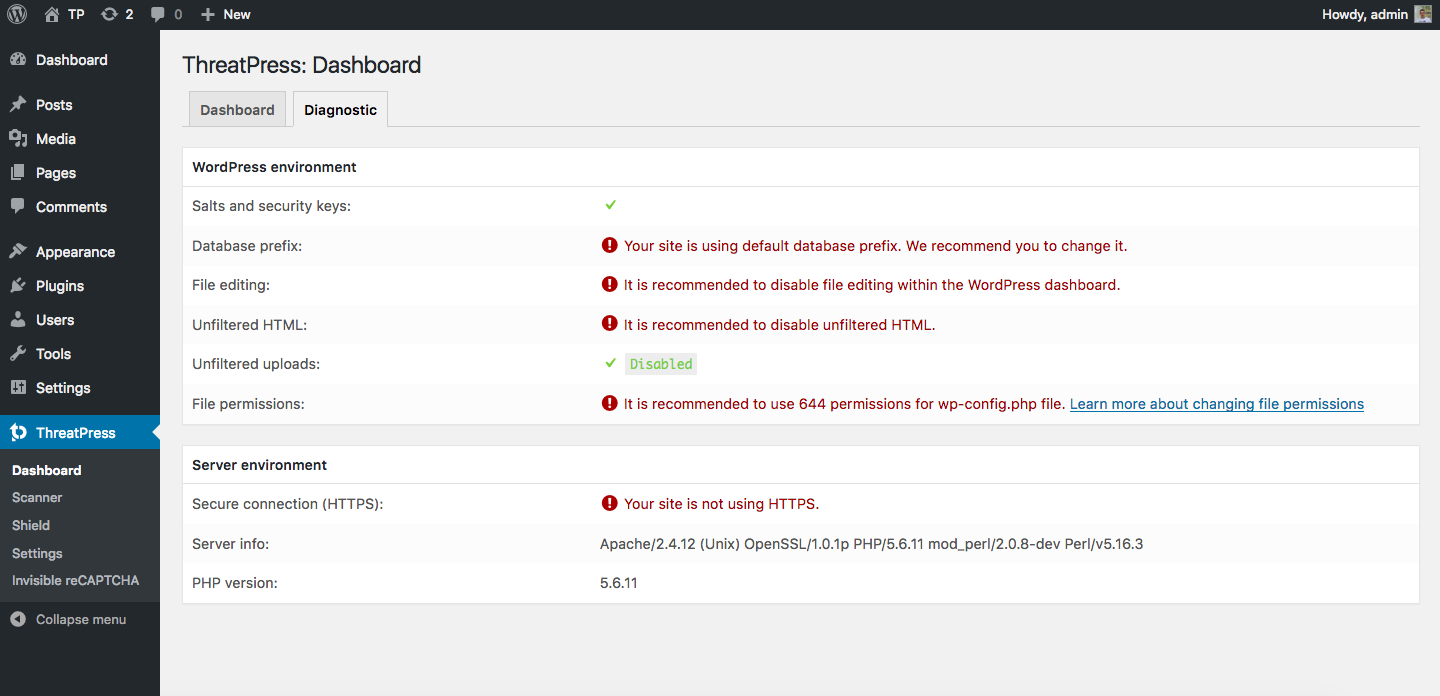 TP 2 0 New Howdy, admin
Dashboard
Posts
Media
Pages
Comments
Appearance
Plugins
Users
Tools
Settings
ThreatPress
Dashboard
Scanner
Shield
Settings
Invisible reCAPTCHA
Collapse menu
ThreatPress: Dashboard
Dashboard Diagnostic
WordPress environment
Salts and security keys:
Database prefix: Your site is using default database prefix. We recommend you to change it.
File editing: It is recommended to disable file editing within the WordPress dashboard.
Unfiltered HTML: It is recommended to disable unfiltered HTML.
Unfiltered uploads: Disabled
File permissions: It is recommended to use 644 permissions for wp-config.php file. Learn more about changing file permissions
Server environment
Secure connection (HTTPS): Your site is not using HTTPS.
Server info: Apache/2.4.12 (Unix) OpenSSL/1.0.1p PHP/5.6.11 mod_perl/2.0.8-dev Perl/v5.16.3
PHP version: 5.6.11